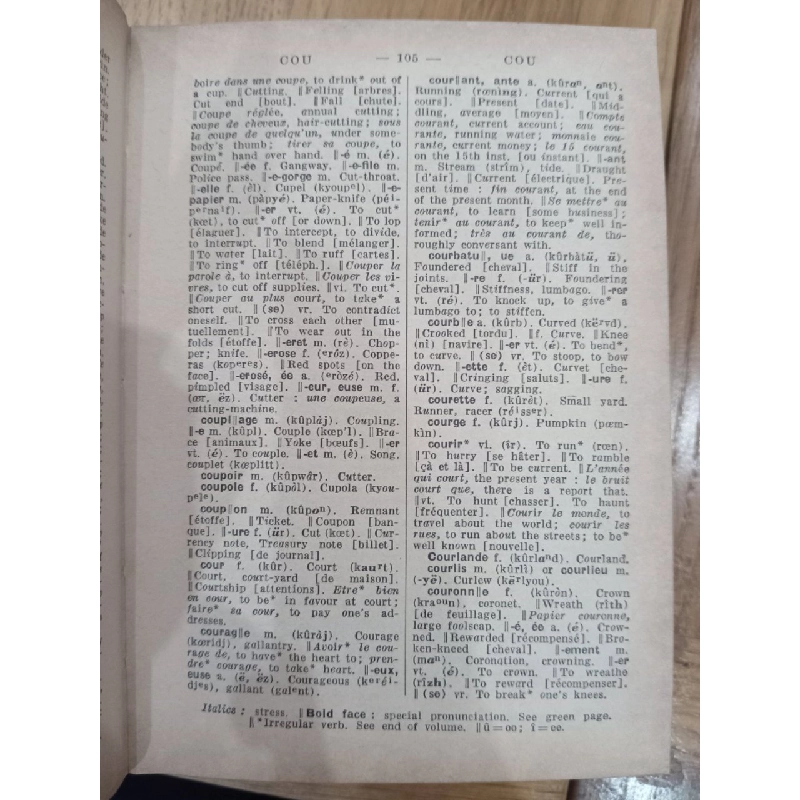 COU — 105 — COU
boire dans une coupe, to drink* out of
a cup. ‖Cutting. ‖Felling [arbres].
Cut end [bout]. ‖Fall [chute].
‖Coupe réglée, annual cutting;
coupe de cheveux, hair-cutting; sous
la coupe de quelqu'un, under some-
body's thumb; tirer sa coupe, to
swim* hand over hand. ‖-é m. (é).
Coupé. ‖-ée f. Gangway. ‖-e-file m.
Police pass. ‖-e-gorge m. Cut-throat.
‖-elle f. (èl). Cupel (kyoupel). ‖-e-
papier m. (pàpyé). Paper-knife (péi-
pernaif). ‖-er vt. (é). To cut*
(kœt), to cut* off [or down]. ‖To lop
[élaguer]. ‖To intercept, to divide,
to interrupt. ‖To blend [mélanger].
‖To water [lait]. ‖To ruff [cartes].
‖To ring* off [téléph.]. ‖Couper la
parole à, to interrupt. ‖Couper les vi-
vres, to cut off supplies. ‖vi. To cut*.
‖Couper au plus court, to take* a
short cut. ‖(se) vr. To contradict
oneself. ‖To cross each other [mu-
tuellement]. ‖To wear out in the
folds [étoffe]. ‖-eret m. (rè). Chop-
per; knife. ‖-erose f. (erôz). Coppe-
ras (koperes). ‖Red spots [on the
face]. ‖-erosé, ée a. (eròzé). Red,
pimpled [visage]. ‖-eur, euse m. f.
(œr, ëz). Cutter : une coupeuse, a
cutting-machine.
coupl‖age m. (kûplàj). Coupling.
‖-e m. (kûpl). Couple (kœp'l). ‖Bra-
ce [animaux]. ‖Yoke [bœufs]. ‖-er
vt. (é). To couple. ‖-et m. (è). Song,
couplet (kœplitt).
coupoir m. (kûpwàr). Cutter.
coupole f. (kûpòl). Cupola (kyou-
pele).
coup‖on m. (kûpon). Remnant
[étoffe]. ‖Ticket. ‖Coupon [ban-
que]. ‖-ure f. (ür). Cut (kœt). ‖Cur-
rency note, Treasury note [billet].
‖Clipping [de journal].
cour f. (kûr). Court (kaurt).
‖Court, court-yard [de maison].
‖Courtship [attentions]. Etre* bien
en cour, to be* in favour at court;
faire* sa cour, to pay one's ad-
dresses.
courag‖e m. (kûràj). Courage
(kœridj), gallantry. ‖Avoir* le cou-
rage de, to have* the heart to; pren-
dre* courage, to take* heart. ‖-eux,
euse a. (ë, ëz). Courageous (keréi-
djes), gallant (galent).
cour‖ant, ante a. (kûran, ant).
Running (rœning). Current [qui a
cours]. ‖Present [date]. ‖Mid-
dling, average [moyen]. ‖Compte
courant, current account; eau cou-
rante, running water; monnaie cou-
rante, current money; le 15 courant,
on the 15th inst. [ou instant]. ‖-ant
m. Stream (strîm), tide. ‖Draught
[d'air]. ‖Current [électrique]. Pre-
sent time : fin courant, at the end
of the present month. ‖Se mettre* au
courant, to learn [some business];
tenir* au courant, to keep* well in-
formed; très au courant de, tho-
roughly conversant with.
courbatu‖, ue a. (kûrbàtü, ü).
Foundered [cheval]. ‖Stiff in the
joints. ‖-re f. (-ür). Foundering
[cheval]. ‖Stiffness, lumbago. ‖-rer
vt. (ré). To knock up, to give* a
lumbago to; to stiffen.
courb‖e a. (kûrb). Curved (kërvd).
‖Crooked [tordu]. ‖f. Curve. ‖Knee
(nî) [navire]. ‖-er vt. (é). To bend*,
to curve. ‖(se) vr. To stoop, to bow
down. ‖-ette f. (èt). Curvet [che-
val]. ‖Cringing [saluts]. ‖-ure f.
(ür). Curve; sagging.
courette f. (kûrèt). Small yard.
Runner, racer (réisser).
courge f. (kûrj). Pumpkin (pœm-
kìn).
courir* vi. (îr). To run* (rœn).
‖To hurry [se hâter]. ‖To ramble
[çà et là]. ‖To be current. ‖L'année
qui court, the present year : le bruit
court que, there is a report that.
‖vt. To hunt [chasser]. To haunt
[fréquenter]. ‖Courir le monde, to
travel about the world; courir les
rues, to run about the streets; to be*
well known [nouvelle].
Courlande f. (kûrland). Courland.
courlis m. (kûrlì) or courlieu m.
(-yë). Curlew (kërlyou).
couronn‖e f. (kûròn). Crown
(kraoun), coronet. ‖Wreath (rîth)
[de feuillage]. ‖Papier couronne,
large foolscap. ‖-é, ée a. (é). Crow-
ned. ‖Rewarded [récompensé]. ‖Bro-
ken-kneed (cheval). ‖-ement m.
(man). Coronation, crowning. ‖-er
vt. (é). To crown. ‖To wreathe
(rîzh). ‖To reward [récompenser].
‖(se) vr. To break* one's knees.
Italics : stress. ‖Bold face : special pronunciation. See green page.
‖*Irregular verb. See end of volume. ‖û=oo; î=ee.